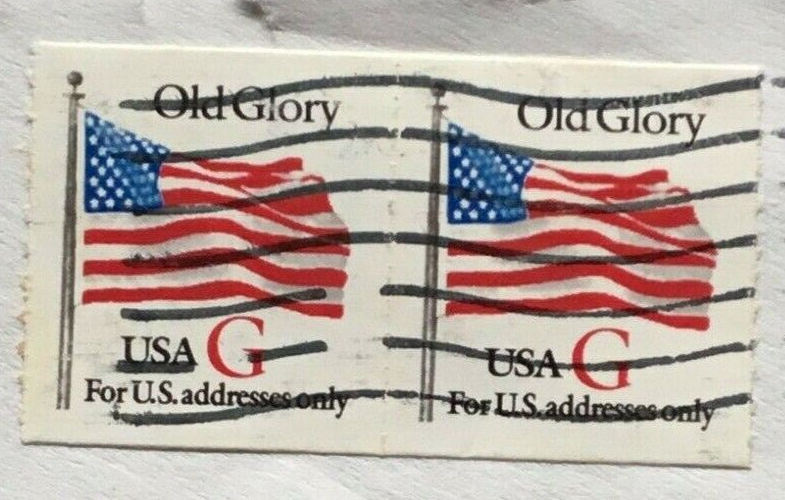 Old Glory
USA G
For U.S. addresses only
Old Glory
USA G
For U.S. addresses only